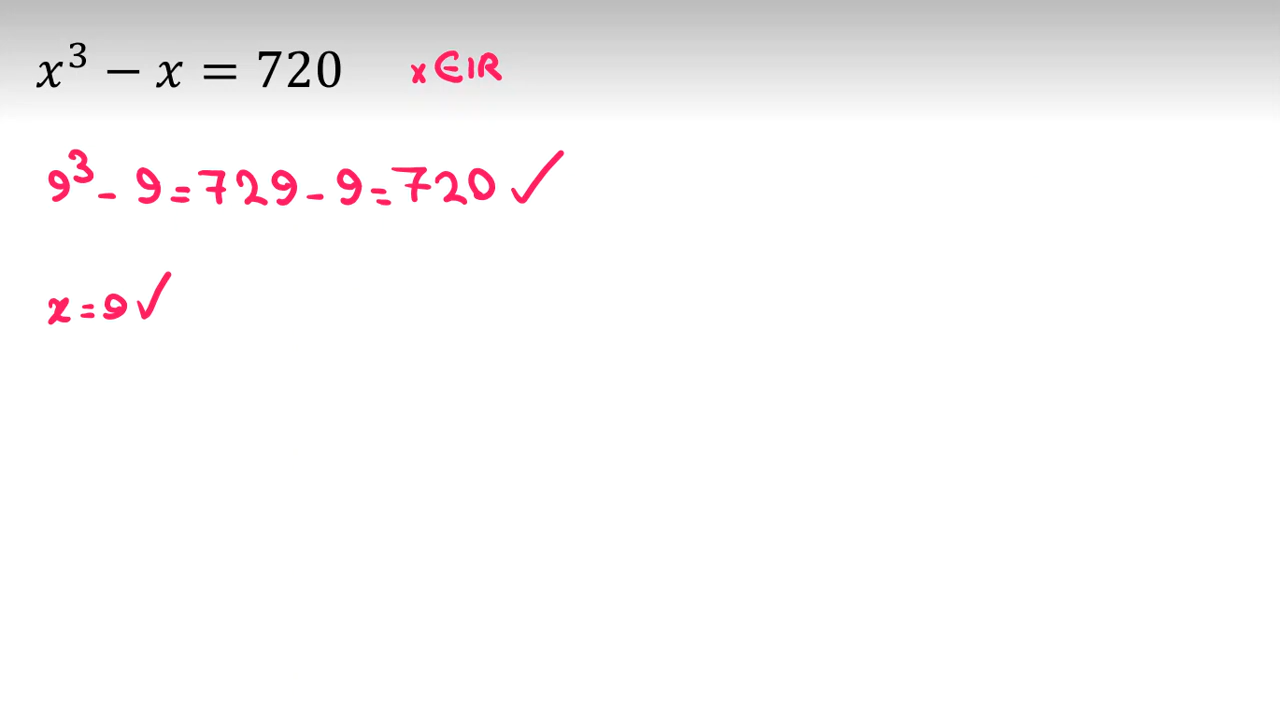 x³ − x = 720 x ∈ ℝ
9³ - 9 = 729 - 9 = 720 ✓
x = 9 ✓